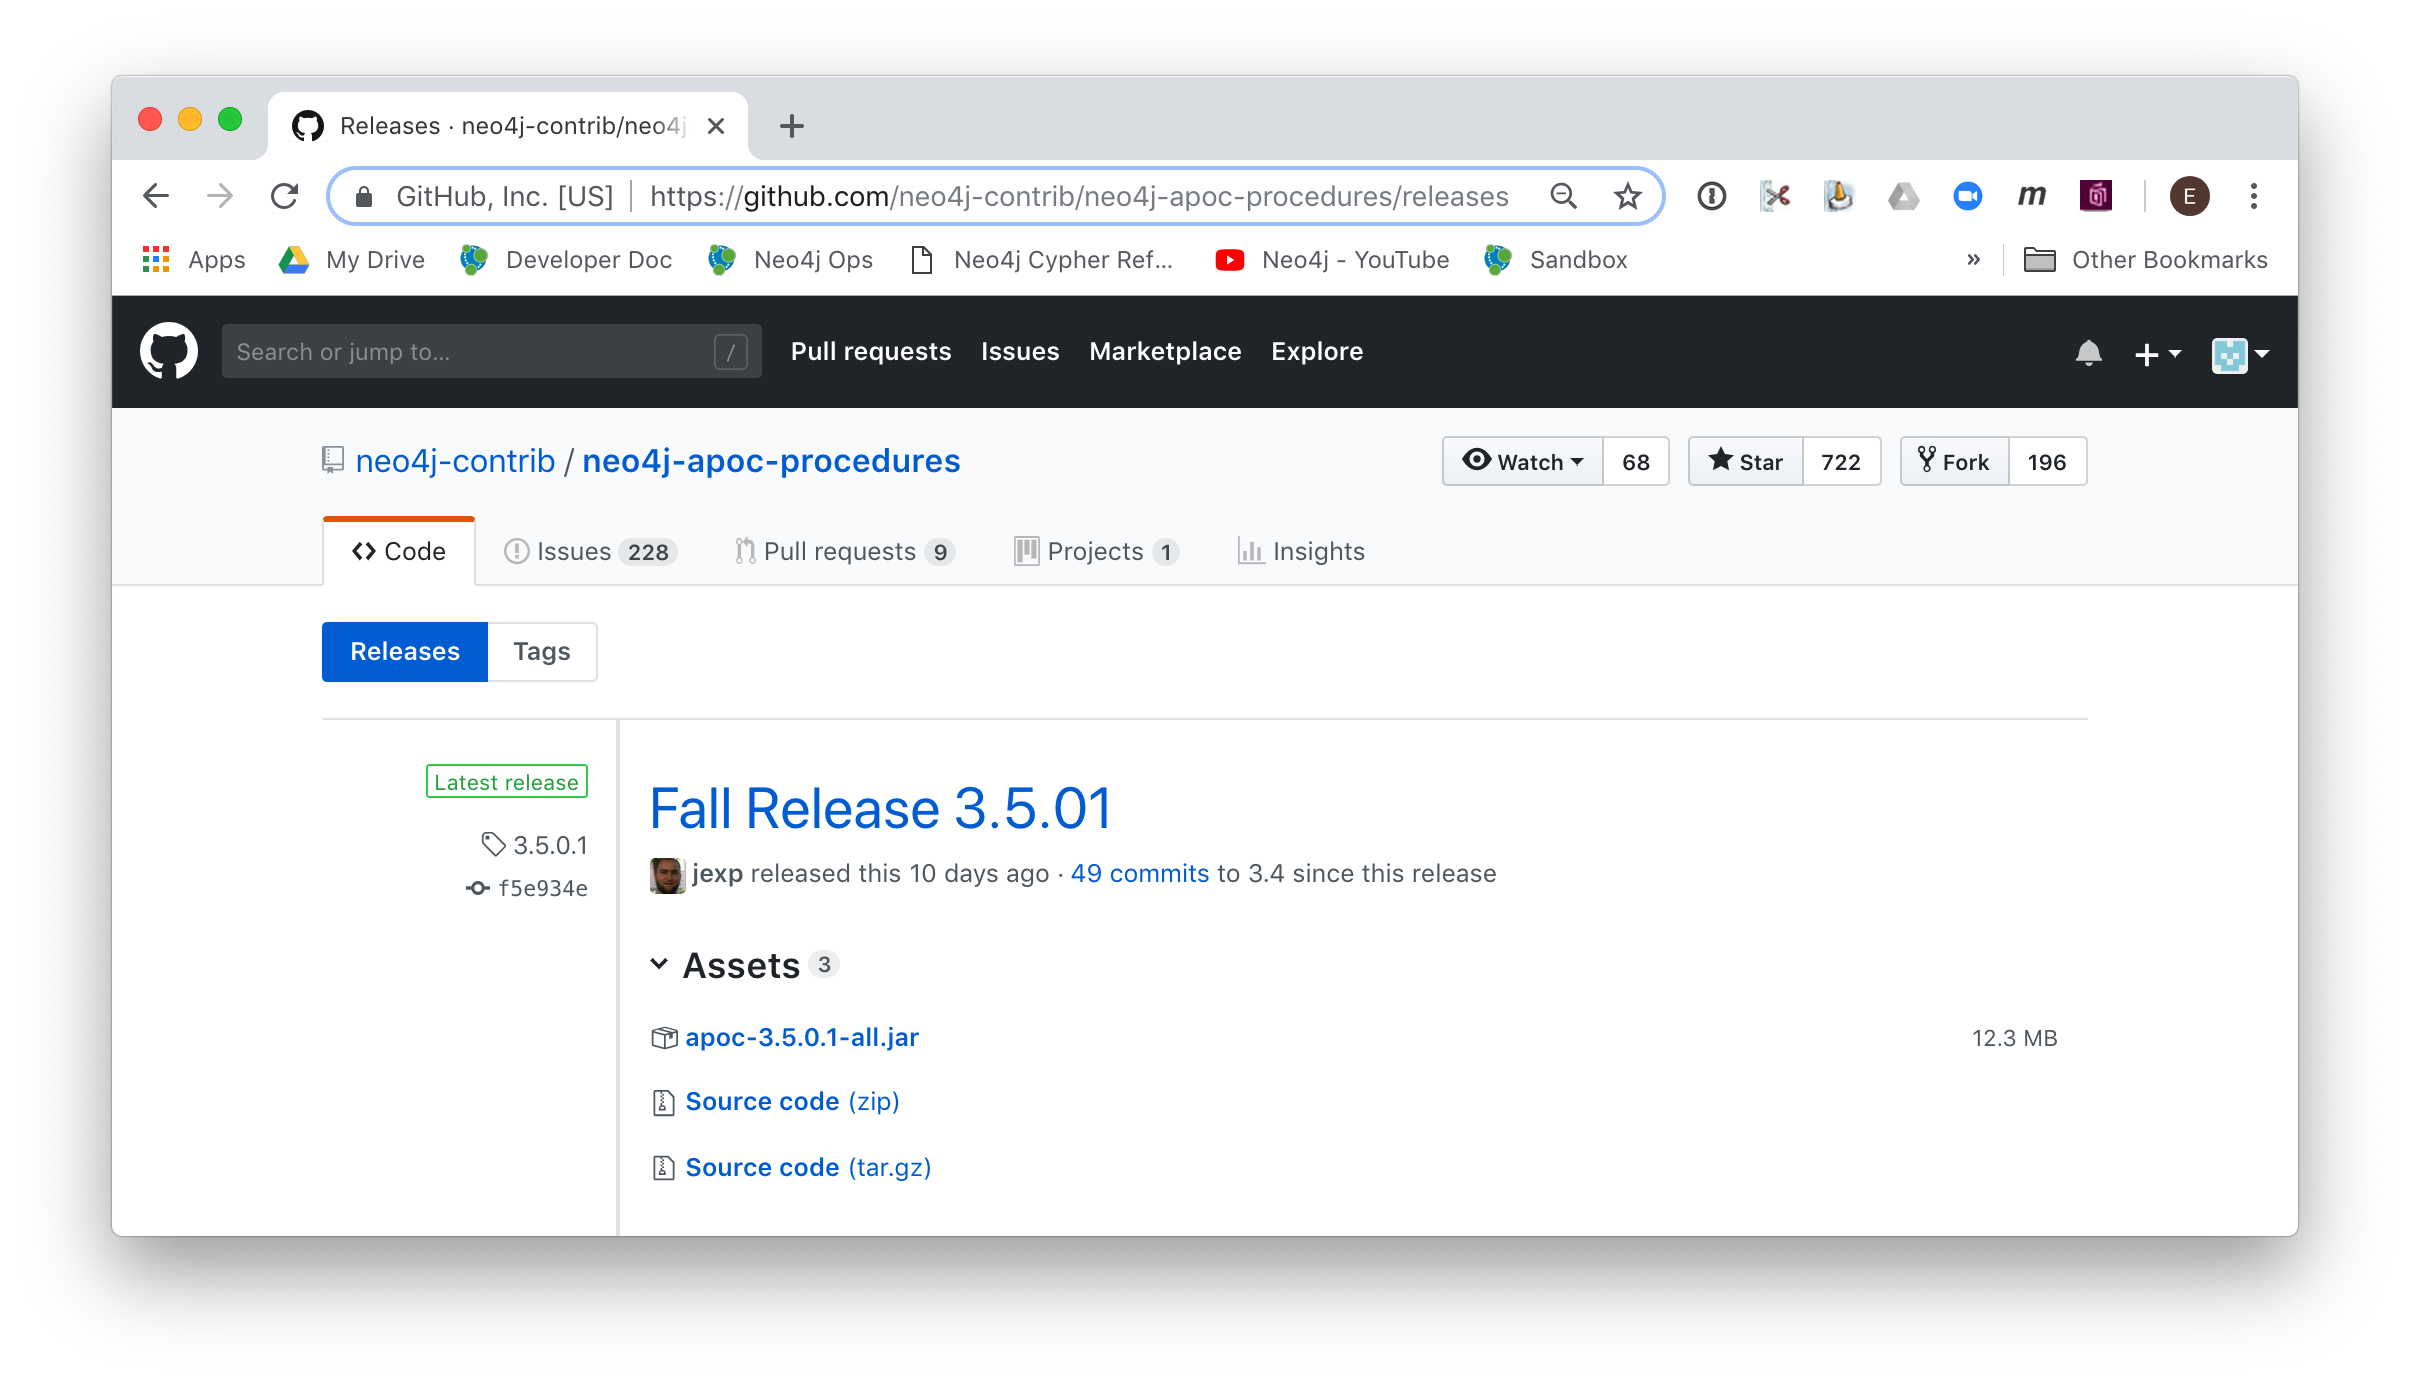 Releases · neo4j-contrib/neo4j
GitHub, Inc. [US] https://github.com/neo4j-contrib/neo4j-apoc-procedures/releases
E
Apps My Drive Developer Doc Neo4j Ops Neo4j Cypher Ref... Neo4j - YouTube Sandbox » Other Bookmarks
Search or jump to... / Pull requests Issues Marketplace Explore
neo4j-contrib / neo4j-apoc-procedures Watch 68 Star 722 Fork 196
Code Issues 228 Pull requests 9 Projects 1 Insights
Releases Tags
Latest release
3.5.0.1
f5e934e
Fall Release 3.5.01
jexp released this 10 days ago · 49 commits to 3.4 since this release
Assets 3
apoc-3.5.0.1-all.jar 12.3 MB
Source code (zip)
Source code (tar.gz)